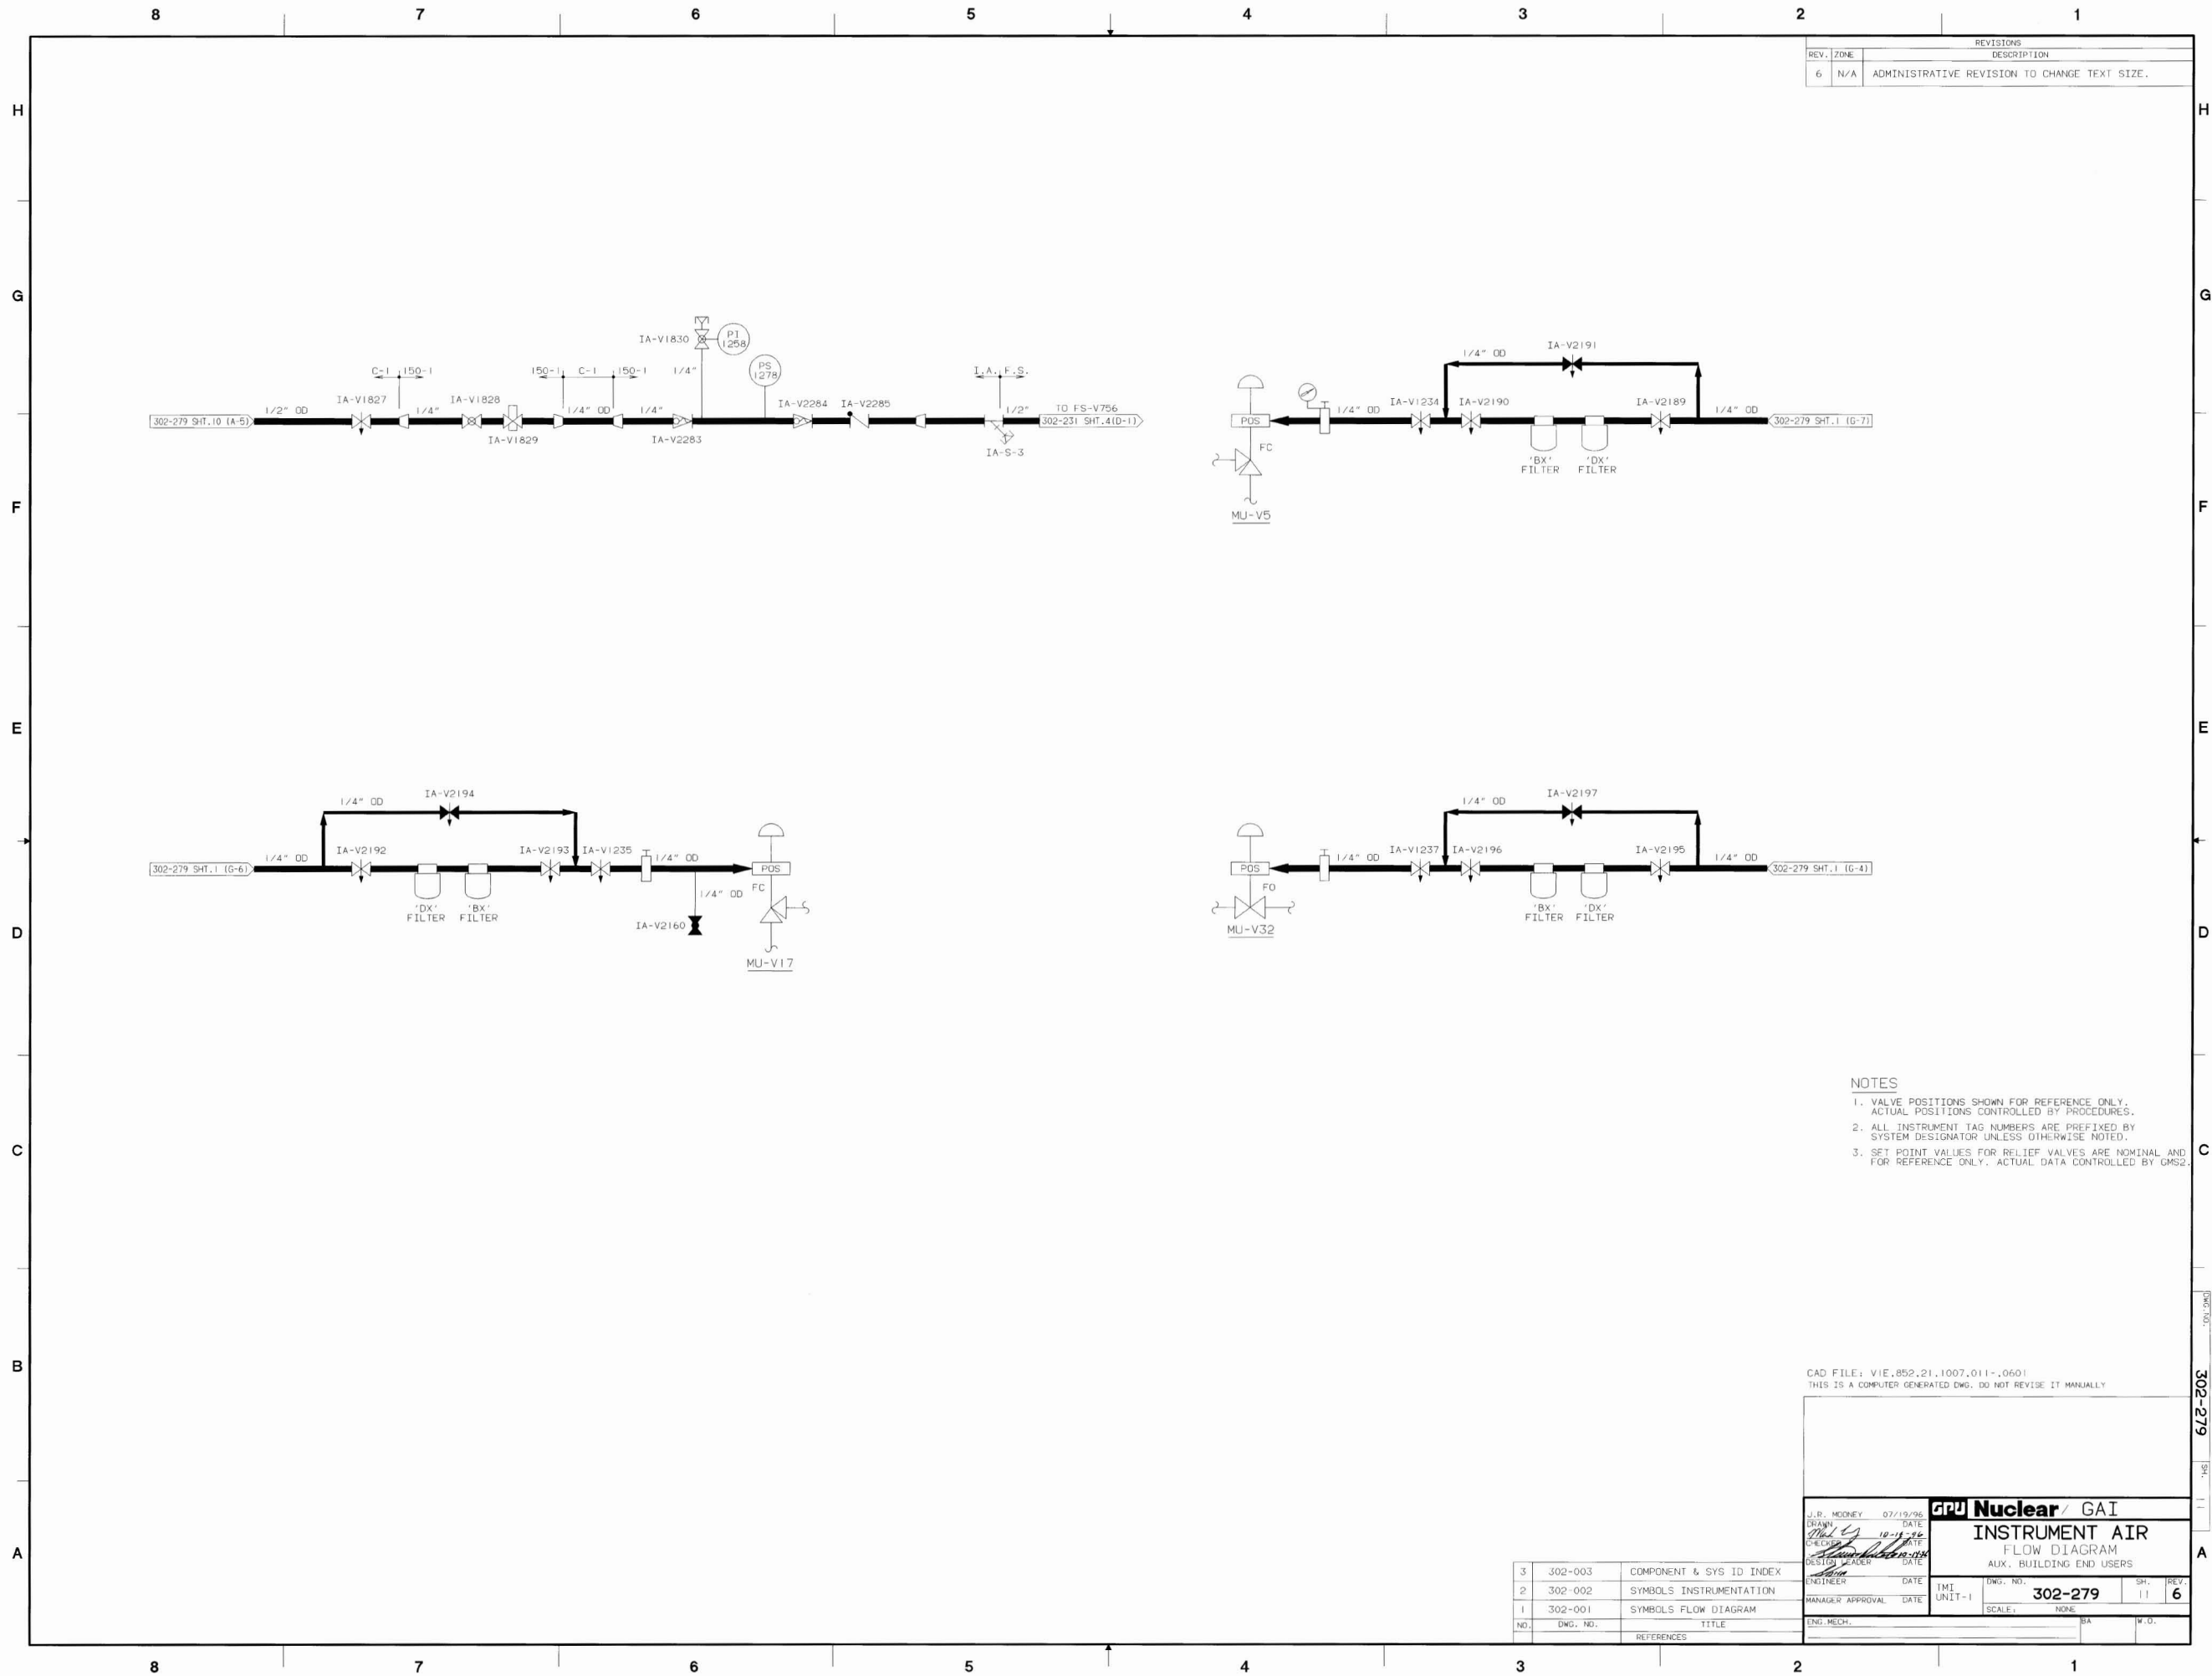 8 7 6 5 4 3 2 1
REVISIONS
REV. ZONE DESCRIPTION
6 N/A ADMINISTRATIVE REVISION TO CHANGE TEXT SIZE.
H H
G G
F F
E E
D D
C C
B B
A A
302-279 SHT.10 (A-5)
1/2" OD
IA-V1827
C-1 150-1
1/4"
IA-V1828
IA-V1829
150-1 C-1 150-1
1/4" OD
1/4"
IA-V2283
1/4"
IA-V1830
PI
1258
PS
1278
IA-V2284
IA-V2285
I.A. F.S.
1/2"
IA-S-3
TO FS-V756
302-231 SHT.4(D-1)
IA-V2191
1/4" OD
POS
FC
MU-V5
1/4" OD
IA-V1234
IA-V2190
'BX'
FILTER
'DX'
FILTER
IA-V2189
1/4" OD
302-279 SHT.1 (G-7)
IA-V2194
1/4" OD
302-279 SHT.1 (G-6)
1/4" OD
IA-V2192
'DX'
FILTER
'BX'
FILTER
IA-V2193
IA-V1235
1/4" OD
1/4" OD
IA-V2160
POS
FC
MU-V17
IA-V2197
1/4" OD
POS
FO
MU-V32
1/4" OD
IA-V1237
IA-V2196
'BX'
FILTER
'DX'
FILTER
IA-V2195
1/4" OD
302-279 SHT.1 (G-4)
NOTES
1. VALVE POSITIONS SHOWN FOR REFERENCE ONLY.
ACTUAL POSITIONS CONTROLLED BY PROCEDURES.
2. ALL INSTRUMENT TAG NUMBERS ARE PREFIXED BY
SYSTEM DESIGNATOR UNLESS OTHERWISE NOTED.
3. SET POINT VALUES FOR RELIEF VALVES ARE NOMINAL AND
FOR REFERENCE ONLY. ACTUAL DATA CONTROLLED BY GMS2.
CAD FILE: V1E.852.21.1007.011-.0601
THIS IS A COMPUTER GENERATED DWG. DO NOT REVISE IT MANUALLY
DWG.NO. 302-279 SH. 11
J.R. MOONEY 07/19/96
DRAWN DATE
CHECKED DATE
DESIGN LEADER DATE
ENGINEER DATE
MANAGER APPROVAL DATE
ENG.MECH.
GPU Nuclear / GAI
INSTRUMENT AIR
FLOW DIAGRAM
AUX. BUILDING END USERS
TMI
UNIT-1
DWG. NO.
302-279
SH.
11
REV.
6
SCALE: NONE
BA
W.O.
3 302-003 COMPONENT & SYS ID INDEX
2 302-002 SYMBOLS INSTRUMENTATION
1 302-001 SYMBOLS FLOW DIAGRAM
NO. DWG. NO. TITLE
REFERENCES
8 7 6 5 4 3 2 1